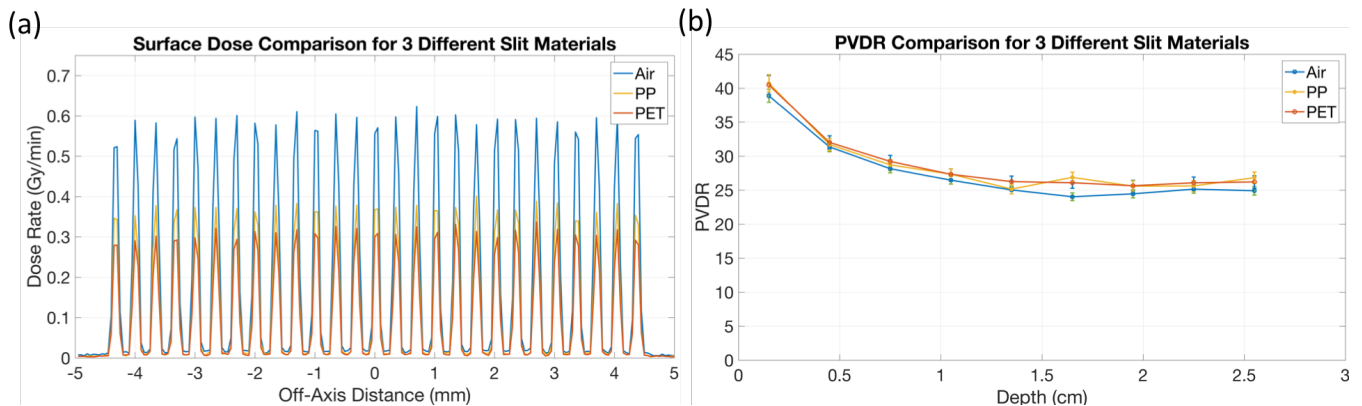 (a)
Surface Dose Comparison for 3 Different Slit Materials
Dose Rate (Gy/min)
0.7
0.6
0.5
0.4
0.3
0.2
0.1
0
Air
PP
PET
-5 -4 -3 -2 -1 0 1 2 3 4 5
Off-Axis Distance (mm)
(b)
PVDR Comparison for 3 Different Slit Materials
PVDR
45
40
35
30
25
20
15
10
5
0
Air
PP
PET
0 0.5 1 1.5 2 2.5 3
Depth (cm)